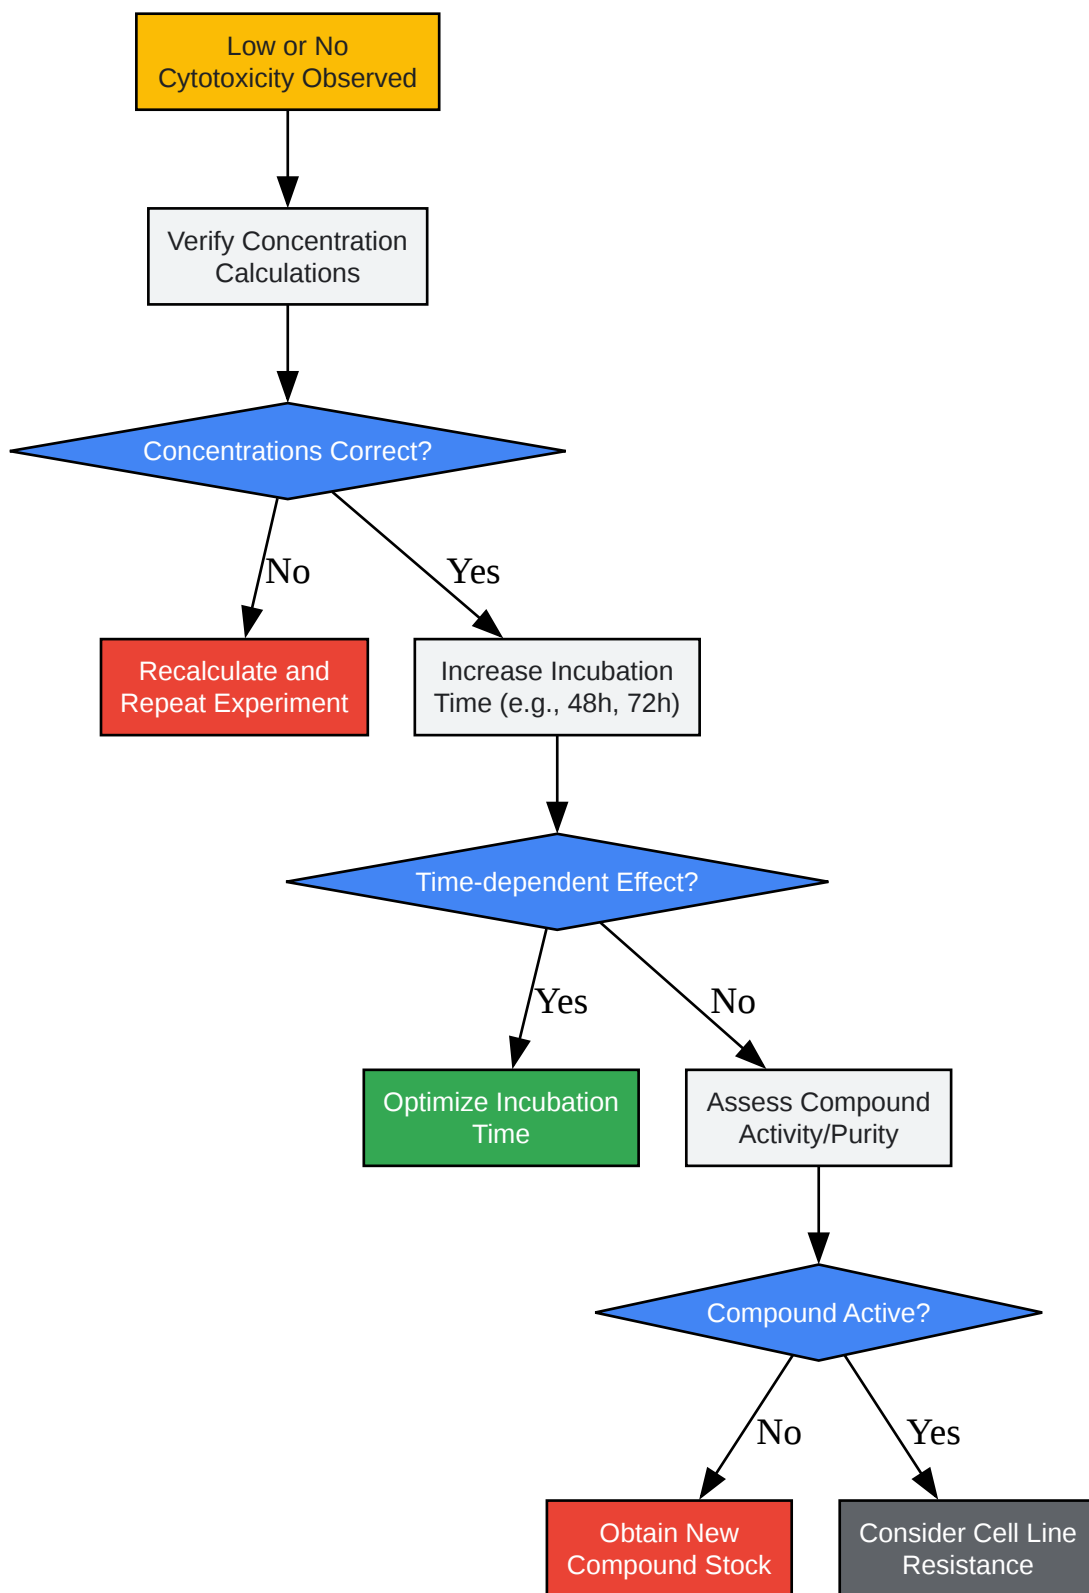 Low or No
Cytotoxicity Observed
Verify Concentration
Calculations
Concentrations Correct?
No
Yes
Recalculate and
Repeat Experiment
Increase Incubation
Time (e.g., 48h, 72h)
Time-dependent Effect?
Yes
No
Optimize Incubation
Time
Assess Compound
Activity/Purity
Compound Active?
No
Yes
Obtain New
Compound Stock
Consider Cell Line
Resistance